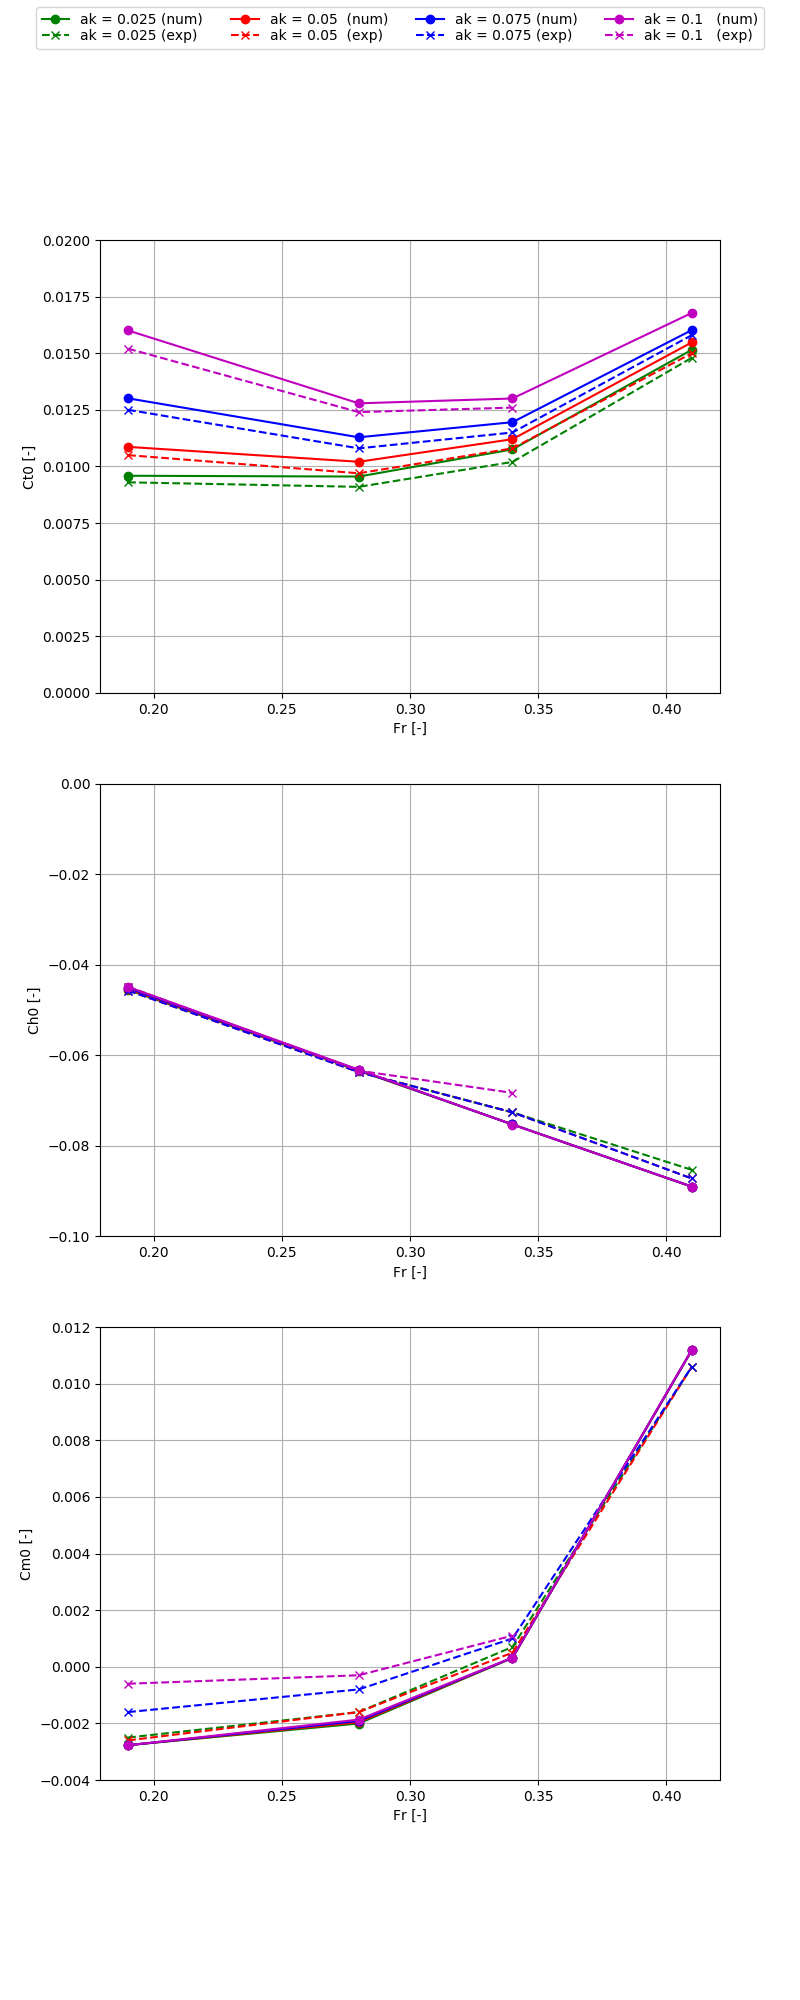 ak = 0.025 (num) ak = 0.05 (num) ak = 0.075 (num) ak = 0.1 (num)
ak = 0.025 (exp) ak = 0.05 (exp) ak = 0.075 (exp) ak = 0.1 (exp)
0.0200
0.0175
0.0150
0.0125
0.0100
0.0075
0.0050
0.0025
0.0000
Ct0 [-]
0.20 0.25 0.30 0.35 0.40
Fr [-]
0.00
−0.02
−0.04
−0.06
−0.08
−0.10
Ch0 [-]
0.20 0.25 0.30 0.35 0.40
Fr [-]
0.012
0.010
0.008
0.006
0.004
0.002
0.000
−0.002
−0.004
Cm0 [-]
0.20 0.25 0.30 0.35 0.40
Fr [-]